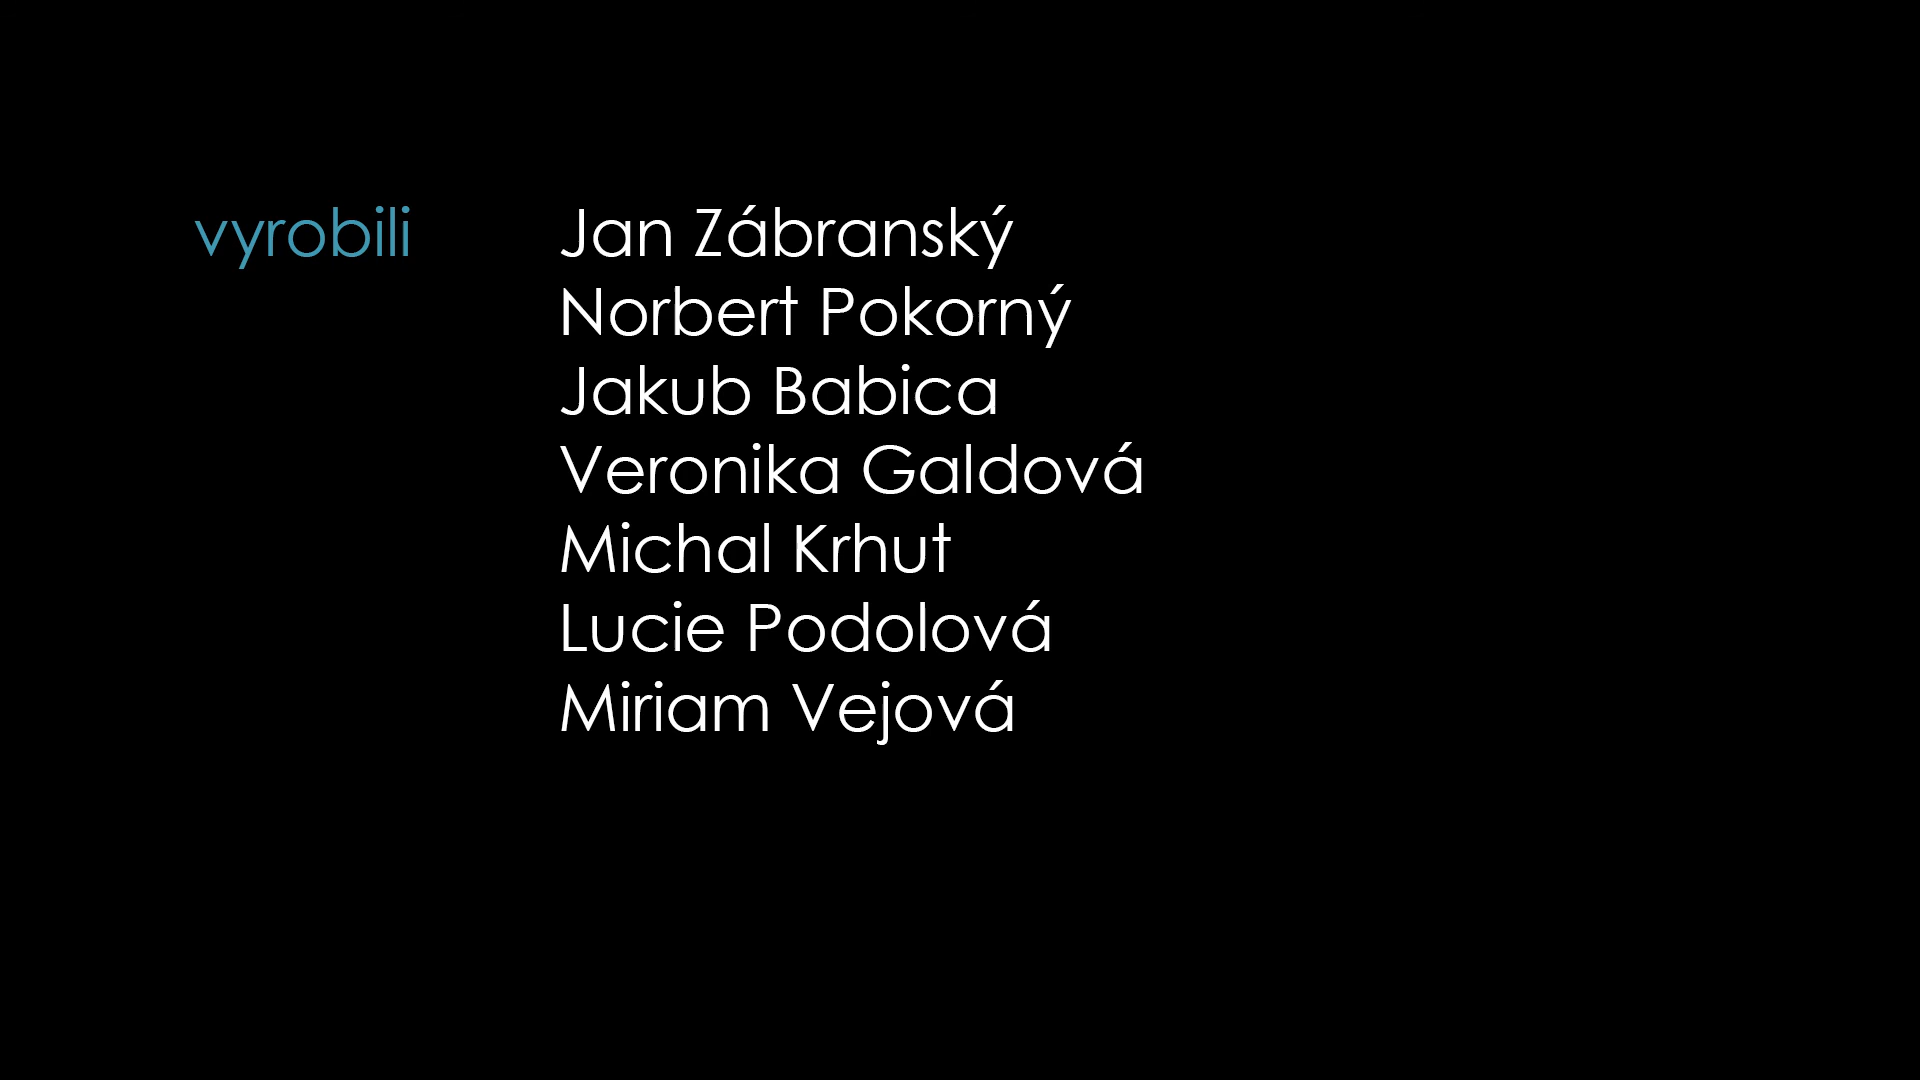 vyrobili Jan Zábranský
Norbert Pokorný
Jakub Babica
Veronika Galdová
Michal Krhut
Lucie Podolová
Miriam Vejová